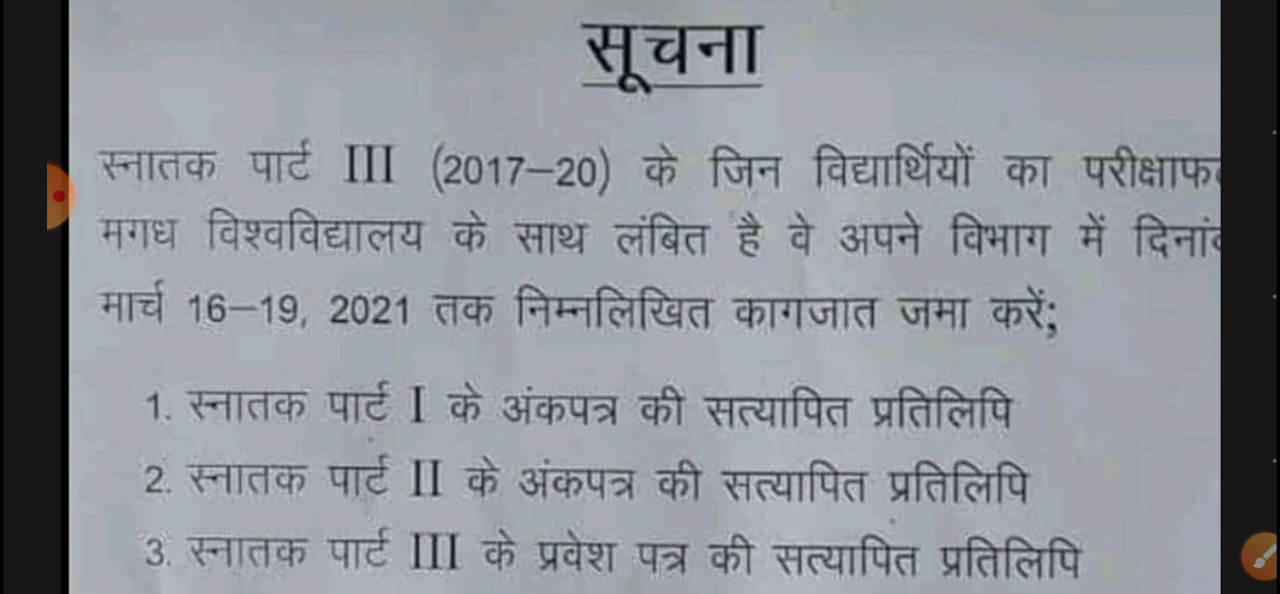 सूचना
स्नातक पार्ट III (2017–20) के जिन विद्यार्थियों का
मगध विश्वविद्यालय के साथ लंबित है वे अपने विभाग में
मार्च 16–19, 2021 तक निम्नलिखित कागजात जमा करें;
1. स्नातक पार्ट I के अंकपत्र की सत्यापित प्रतिलिपि
2. स्नातक पार्ट II के अंकपत्र की सत्यापित प्रतिलिपि
3. स्नातक पार्ट III के प्रवेश पत्र की सत्यापित प्रतिलिपि